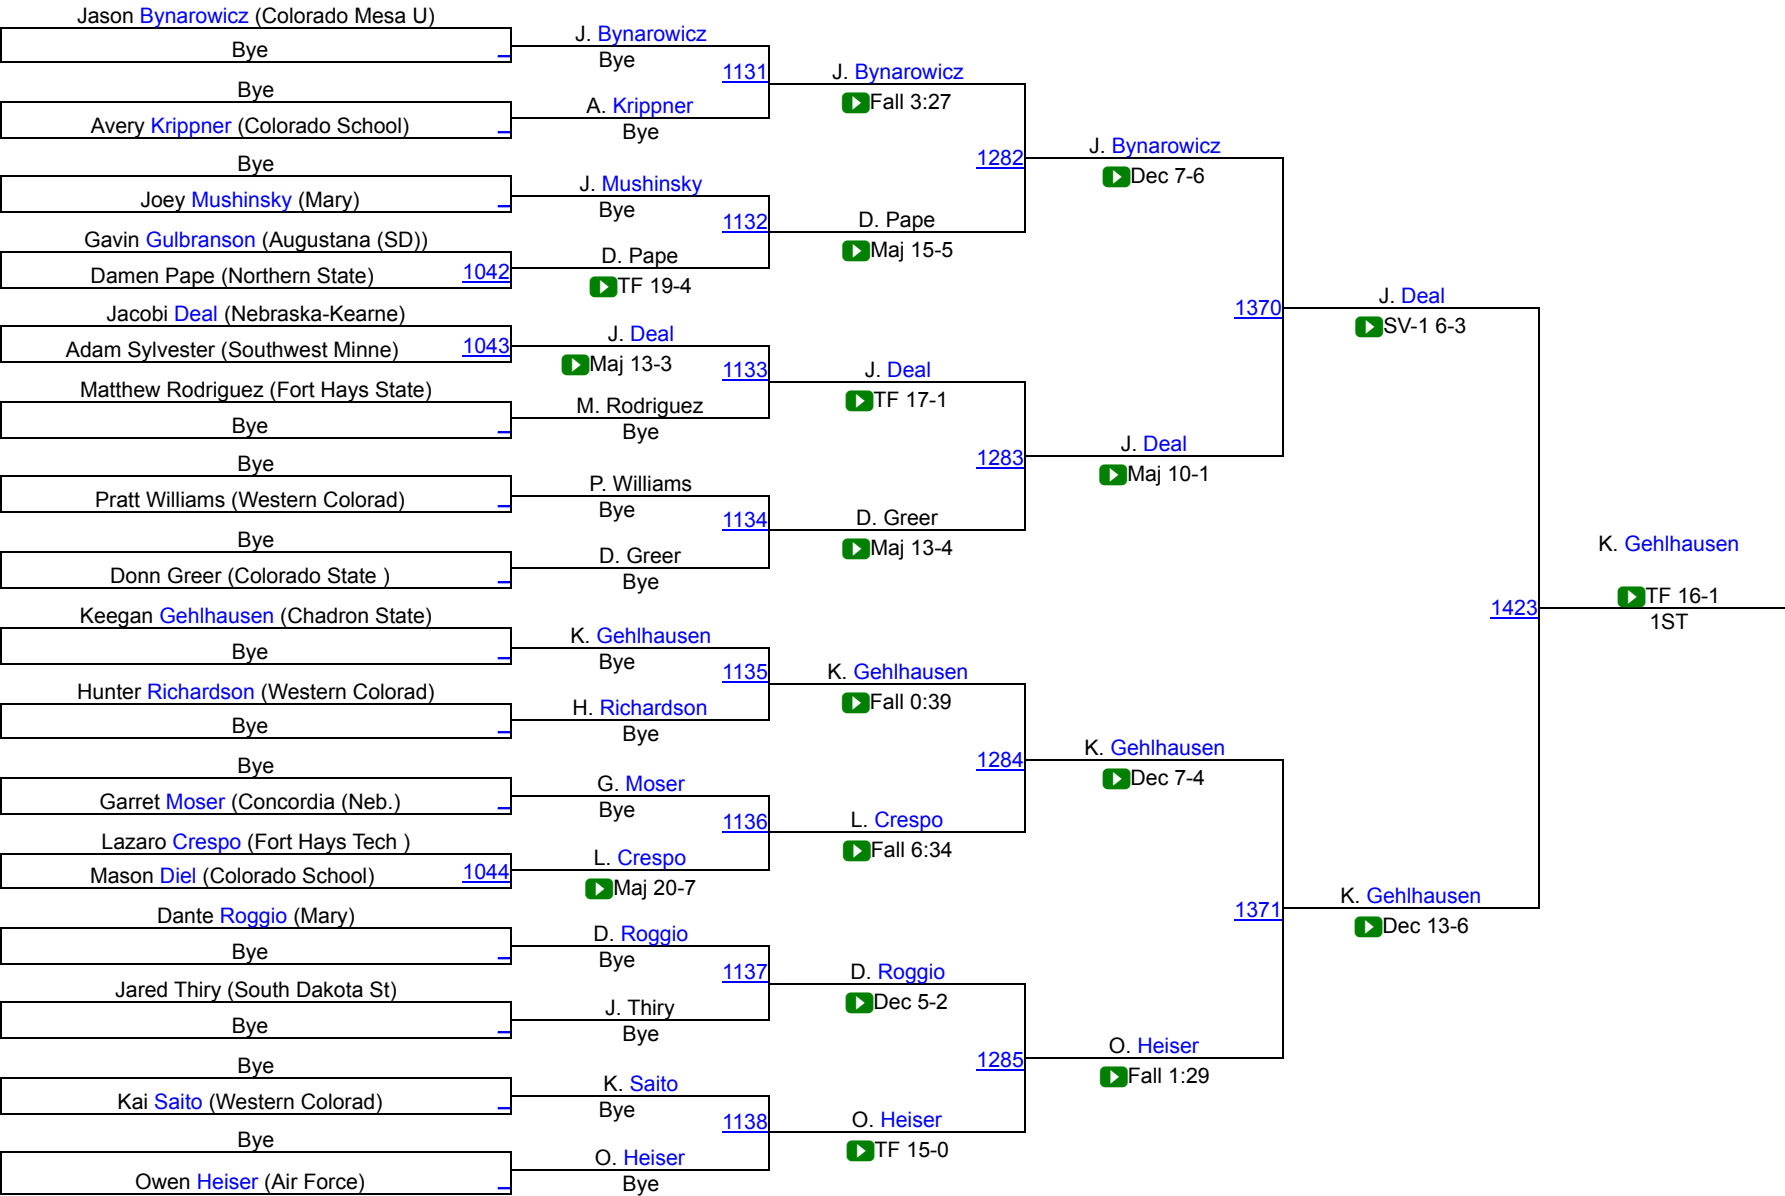 Jason Bynarowicz (Colorado Mesa U)
Bye
Bye
Avery Krippner (Colorado School)
Bye
Joey Mushinsky (Mary)
Gavin Gulbranson (Augustana (SD))
Damen Pape (Northern State)
1042
Jacobi Deal (Nebraska-Kearne)
Adam Sylvester (Southwest Minne)
1043
Matthew Rodriguez (Fort Hays State)
Bye
Bye
Pratt Williams (Western Colorad)
Bye
Donn Greer (Colorado State )
Keegan Gehlhausen (Chadron State)
Bye
Hunter Richardson (Western Colorad)
Bye
Bye
Garret Moser (Concordia (Neb.)
Lazaro Crespo (Fort Hays Tech )
Mason Diel (Colorado School)
1044
Dante Roggio (Mary)
Bye
Jared Thiry (South Dakota St)
Bye
Bye
Kai Saito (Western Colorad)
Bye
Owen Heiser (Air Force)
J. Bynarowicz
Bye
1131
A. Krippner
Bye
J. Mushinsky
Bye
1132
D. Pape
TF 19-4
J. Deal
Maj 13-3
1133
M. Rodriguez
Bye
P. Williams
Bye
1134
D. Greer
Bye
K. Gehlhausen
Bye
1135
H. Richardson
Bye
G. Moser
Bye
1136
L. Crespo
Maj 20-7
D. Roggio
Bye
1137
J. Thiry
Bye
K. Saito
Bye
1138
O. Heiser
Bye
J. Bynarowicz
Fall 3:27
1282
D. Pape
Maj 15-5
J. Deal
TF 17-1
1283
D. Greer
Maj 13-4
K. Gehlhausen
Fall 0:39
1284
L. Crespo
Fall 6:34
D. Roggio
Dec 5-2
1285
O. Heiser
TF 15-0
J. Bynarowicz
Dec 7-6
1370
J. Deal
Maj 10-1
K. Gehlhausen
Dec 7-4
1371
O. Heiser
Fall 1:29
J. Deal
SV-1 6-3
1423
K. Gehlhausen
Dec 13-6
K. Gehlhausen
TF 16-1
1ST